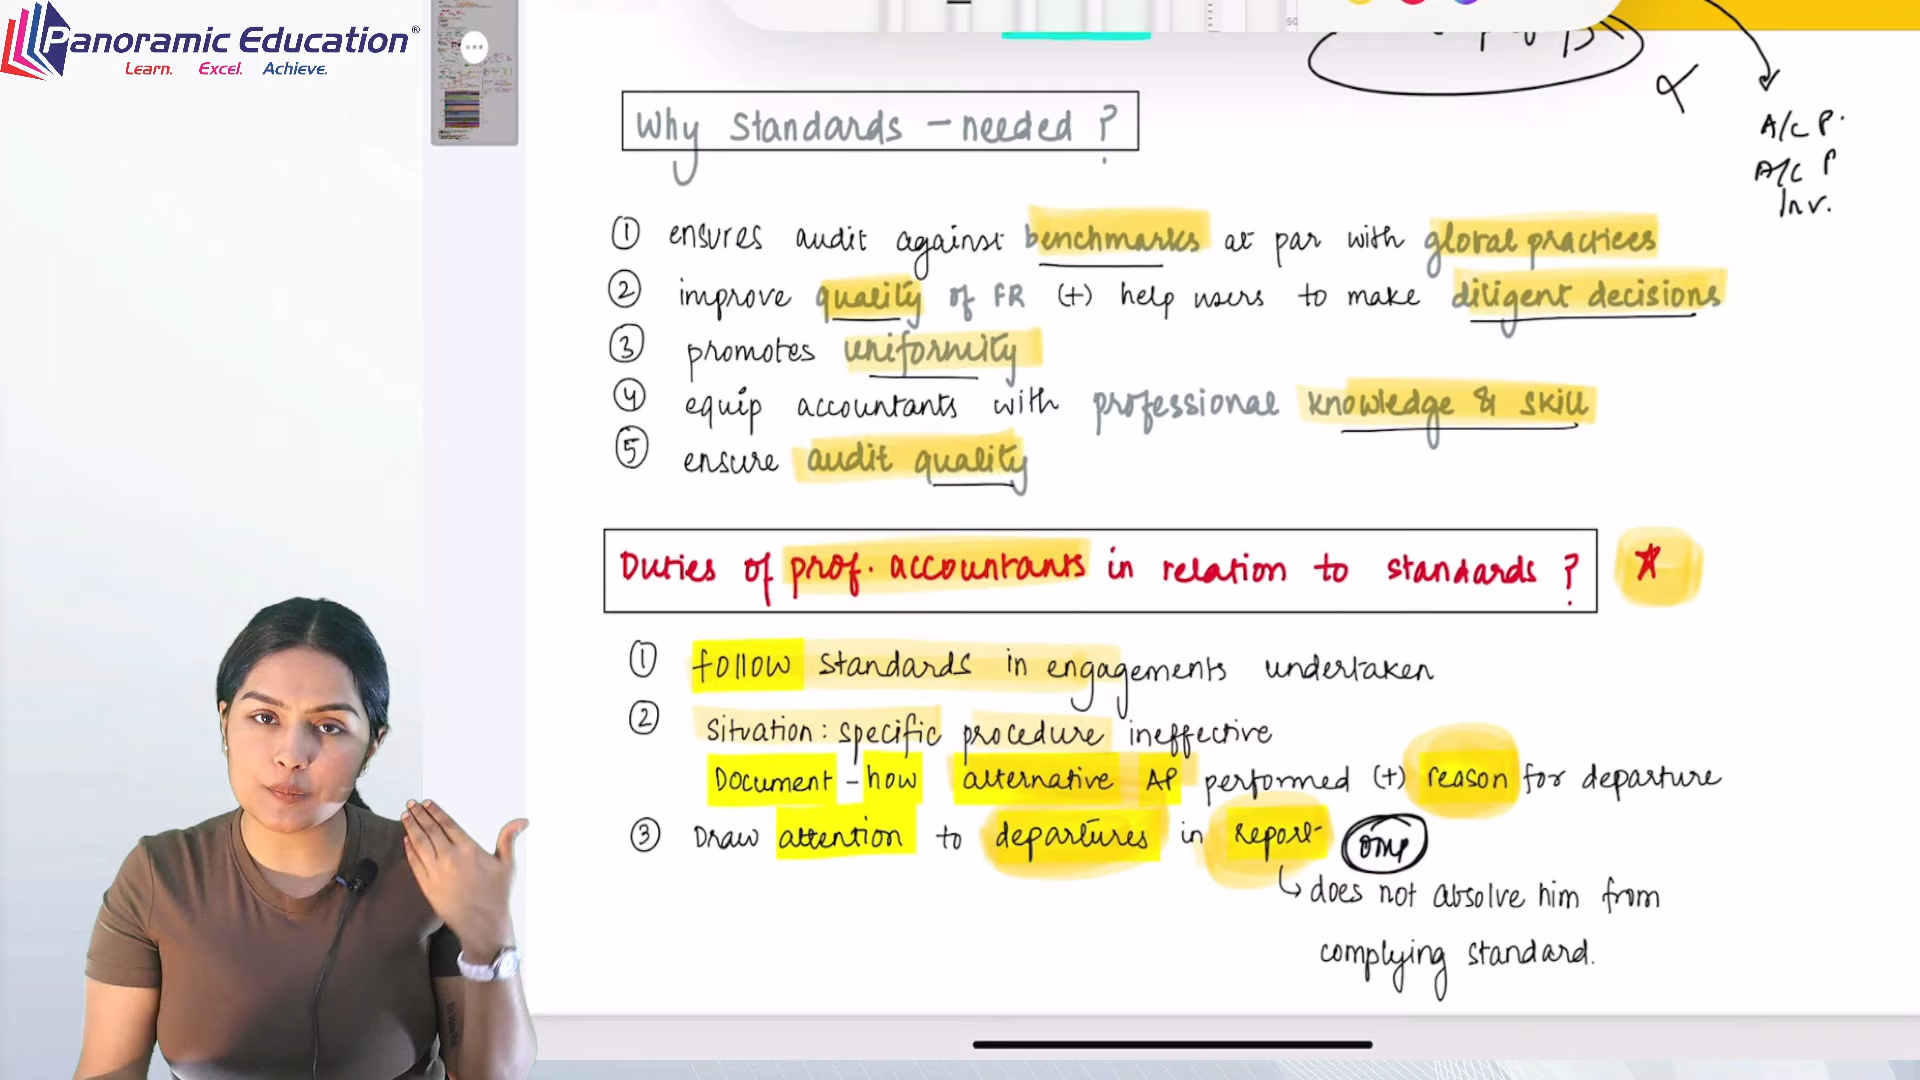 Panoramic Education®
Learn. Excel. Achieve.
A/C P.
A/C P
Inv.
Why Standards - needed ?
① ensures audit against benchmarks at par with global practices
② improve quality of FR (+) help users to make diligent decisions
③ promotes uniformity
④ equip accountants with professional knowledge & skill
⑤ ensure audit quality
Duties of prof. accountants in relation to standards ?
① follow standards in engagements undertaken
② Situation: specific procedure ineffective
Document - how alternative AP performed (+) reason for departure
③ Draw attention to departures in report
↳ does not absolve him from
complying standard.